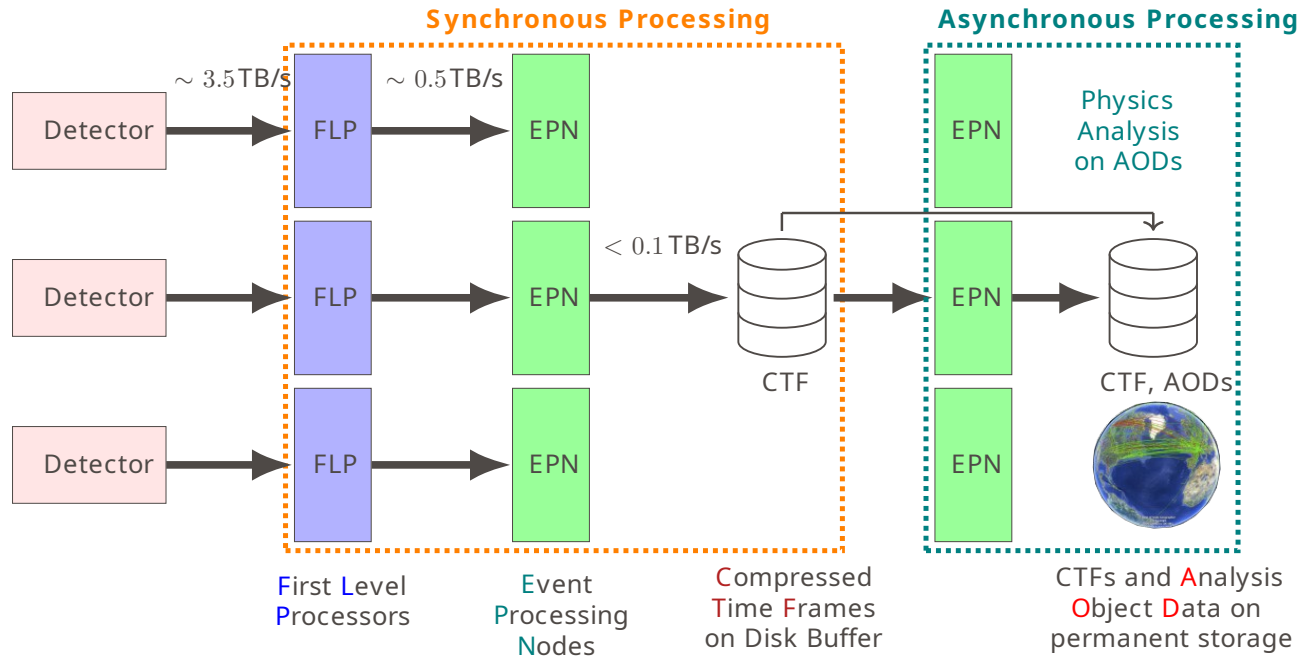 Synchronous Processing
Asynchronous Processing
∼ 3.5TB/s
∼ 0.5TB/s
Detector
FLP
EPN
EPN
Physics
Analysis
on AODs
< 0.1TB/s
Detector
FLP
EPN
EPN
CTF
CTF, AODs
Detector
FLP
EPN
EPN
First Level
Processors
Event
Processing
Nodes
Compressed
Time Frames
on Disk Buffer
CTFs and Analysis
Object Data on
permanent storage